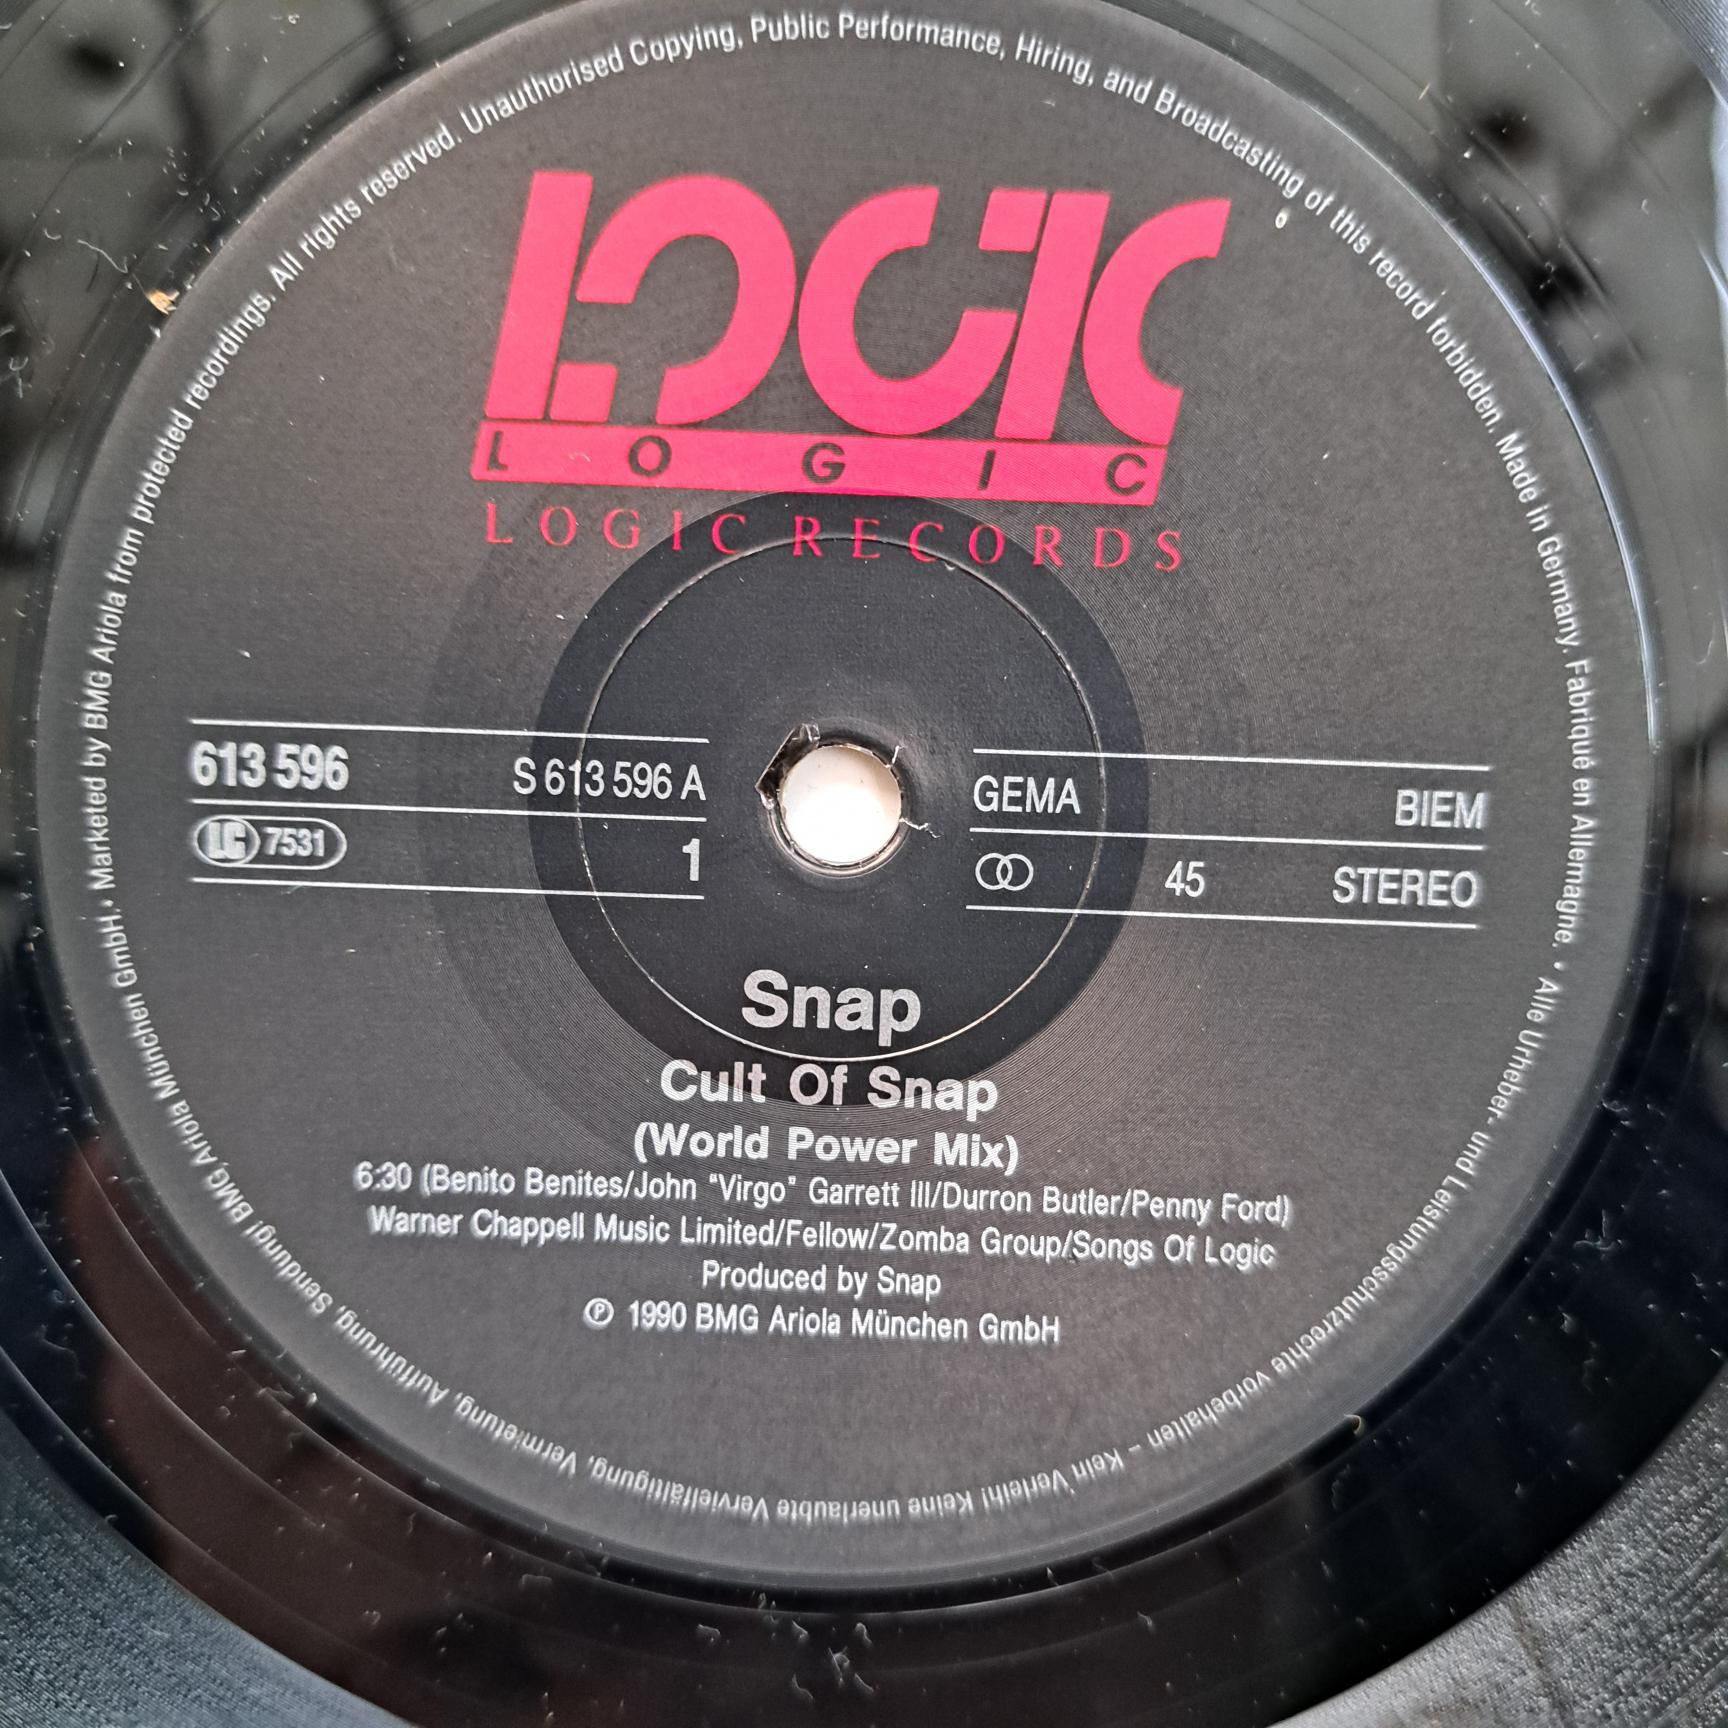 Marketed by BMG Ariola from protected recordings. All rights reserved. Unauthorised Copying, Public Performance, Hiring, and Broadcasting of this record forbidden. Made in Germany. Fabriqué en Allemagne. •
LOGIC
LOGIC
LOGIC RECORDS
613 596 S 613 596 A
LC 7531 1
GEMA BIEM
45 STEREO
Snap
Cult Of Snap
(World Power Mix)
6:30 (Benito Benites/John "Virgo" Garrett III/Durron Butler/Penny Ford)
Warner Chappell Music Limited/Fellow/Zomba Group/Songs Of Logic
Produced by Snap
℗ 1990 BMG Ariola München GmbH
Alle Urheber- und Leistungsschutzrechte vorbehalten – Kein Verleih! Keine unerlaubte Vervielfältigung, Vermietung, Aufführung, Sendung! BMG Ariola München GmbH. •